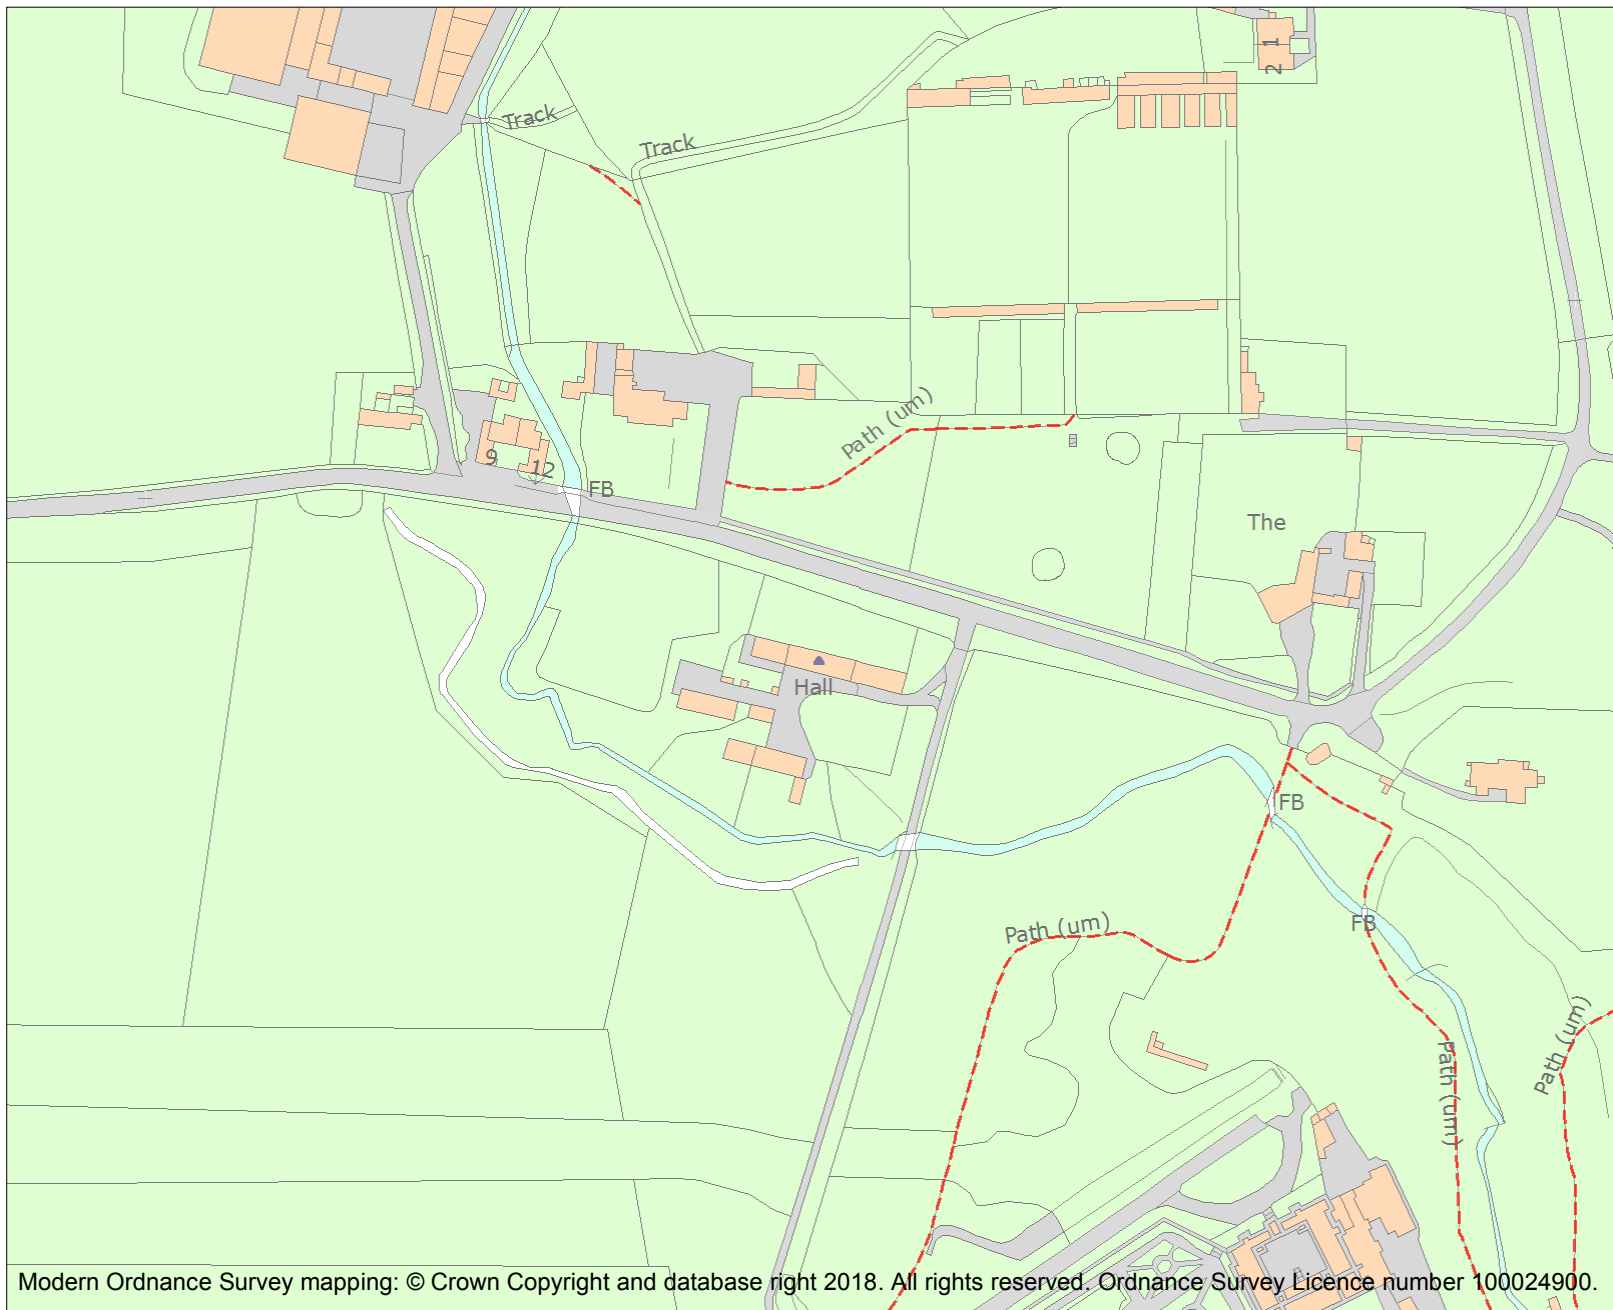 1
2
Track
Track
Path (um)
9
12
FB
The
Hall
FB
FB
Path (um)
Path (um)
Path (um)
Modern Ordnance Survey mapping: © Crown Copyright and database right 2018. All rights reserved. Ordnance Survey Licence number 100024900.